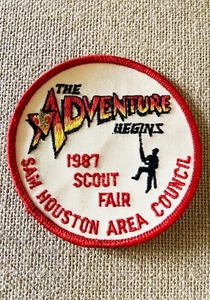 THE
ADVENTURE
BEGINS
1987
SCOUT
FAIR
SAM HOUSTON AREA COUNCIL